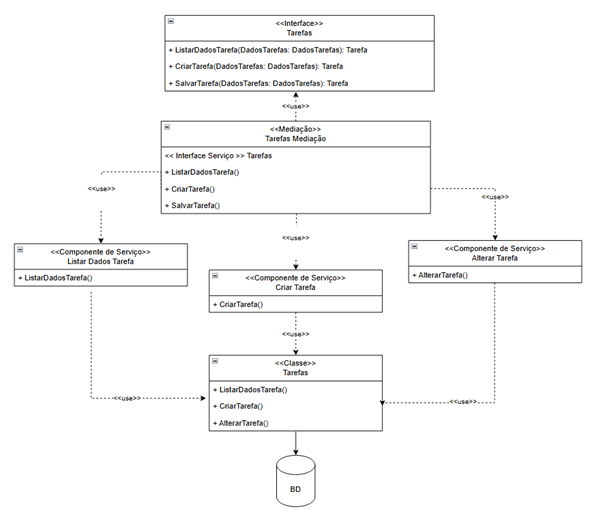 <<Interface>>
Tarefas
+ ListarDadosTarefa(DadosTarefas: DadosTarefas): Tarefa
+ CriarTarefa(DadosTarefas: DadosTarefas): Tarefa
+ SalvarTarefa(DadosTarefas: DadosTarefas): Tarefa
<<use>>
<<Mediação>>
Tarefas Mediação
<< Interface Serviço >> Tarefas
+ ListarDadosTarefa()
+ CriarTarefa()
+ SalvarTarefa()
<<use>>
<<use>>
<<use>>
<<Componente de Serviço>>
Listar Dados Tarefa
+ ListarDadosTarefa()
<<Componente de Serviço>>
Criar Tarefa
+ CriarTarefa()
<<Componente de Serviço>>
Alterar Tarefa
+ AlterarTarefa()
<<use>>
<<use>>
<<use>>
<<Classe>>
Tarefas
+ ListarDadosTarefa()
+ CriarTarefa()
+ AlterarTarefa()
BD